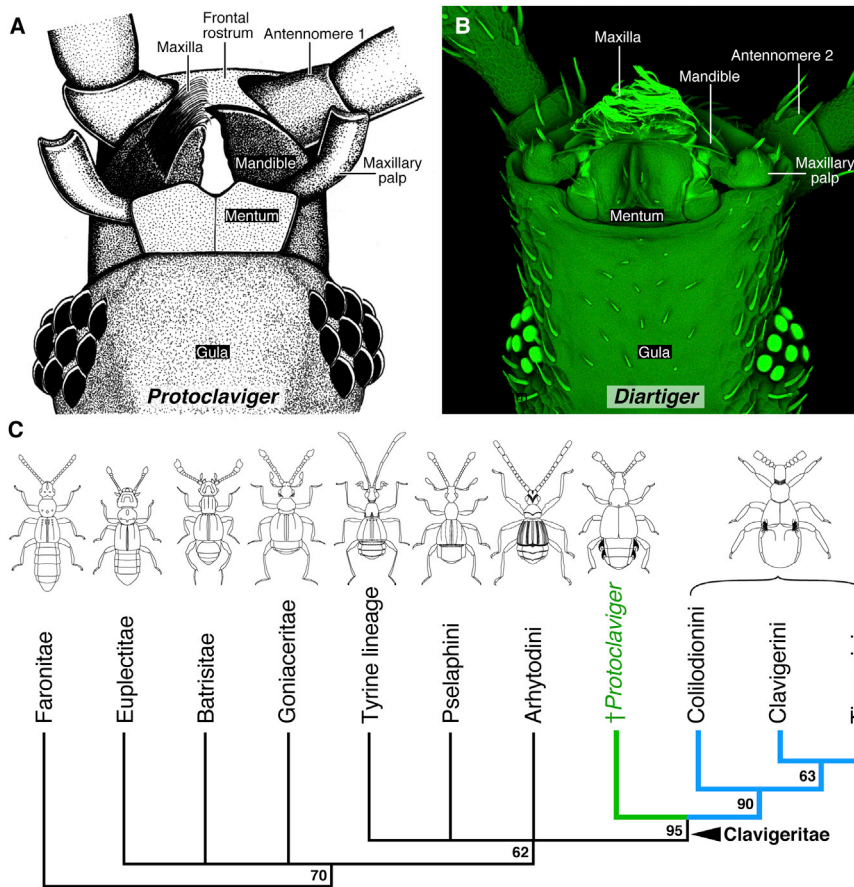 A
Frontal
rostrum
Maxilla
Antennomere 1
Mandible
Maxillary
palp
Mentum
Gula
Protoclaviger
B
Maxilla
Antennomere 2
Mandible
Maxillary
palp
Mentum
Gula
Diartiger
C
Faronitae
Euplectitae
Batrisitae
Goniaceritae
Tyrine lineage
Pselaphini
Arhytodini
†Protoclaviger
Colilodionini
Clavigerini
63
90
95
Clavigeritae
62
70